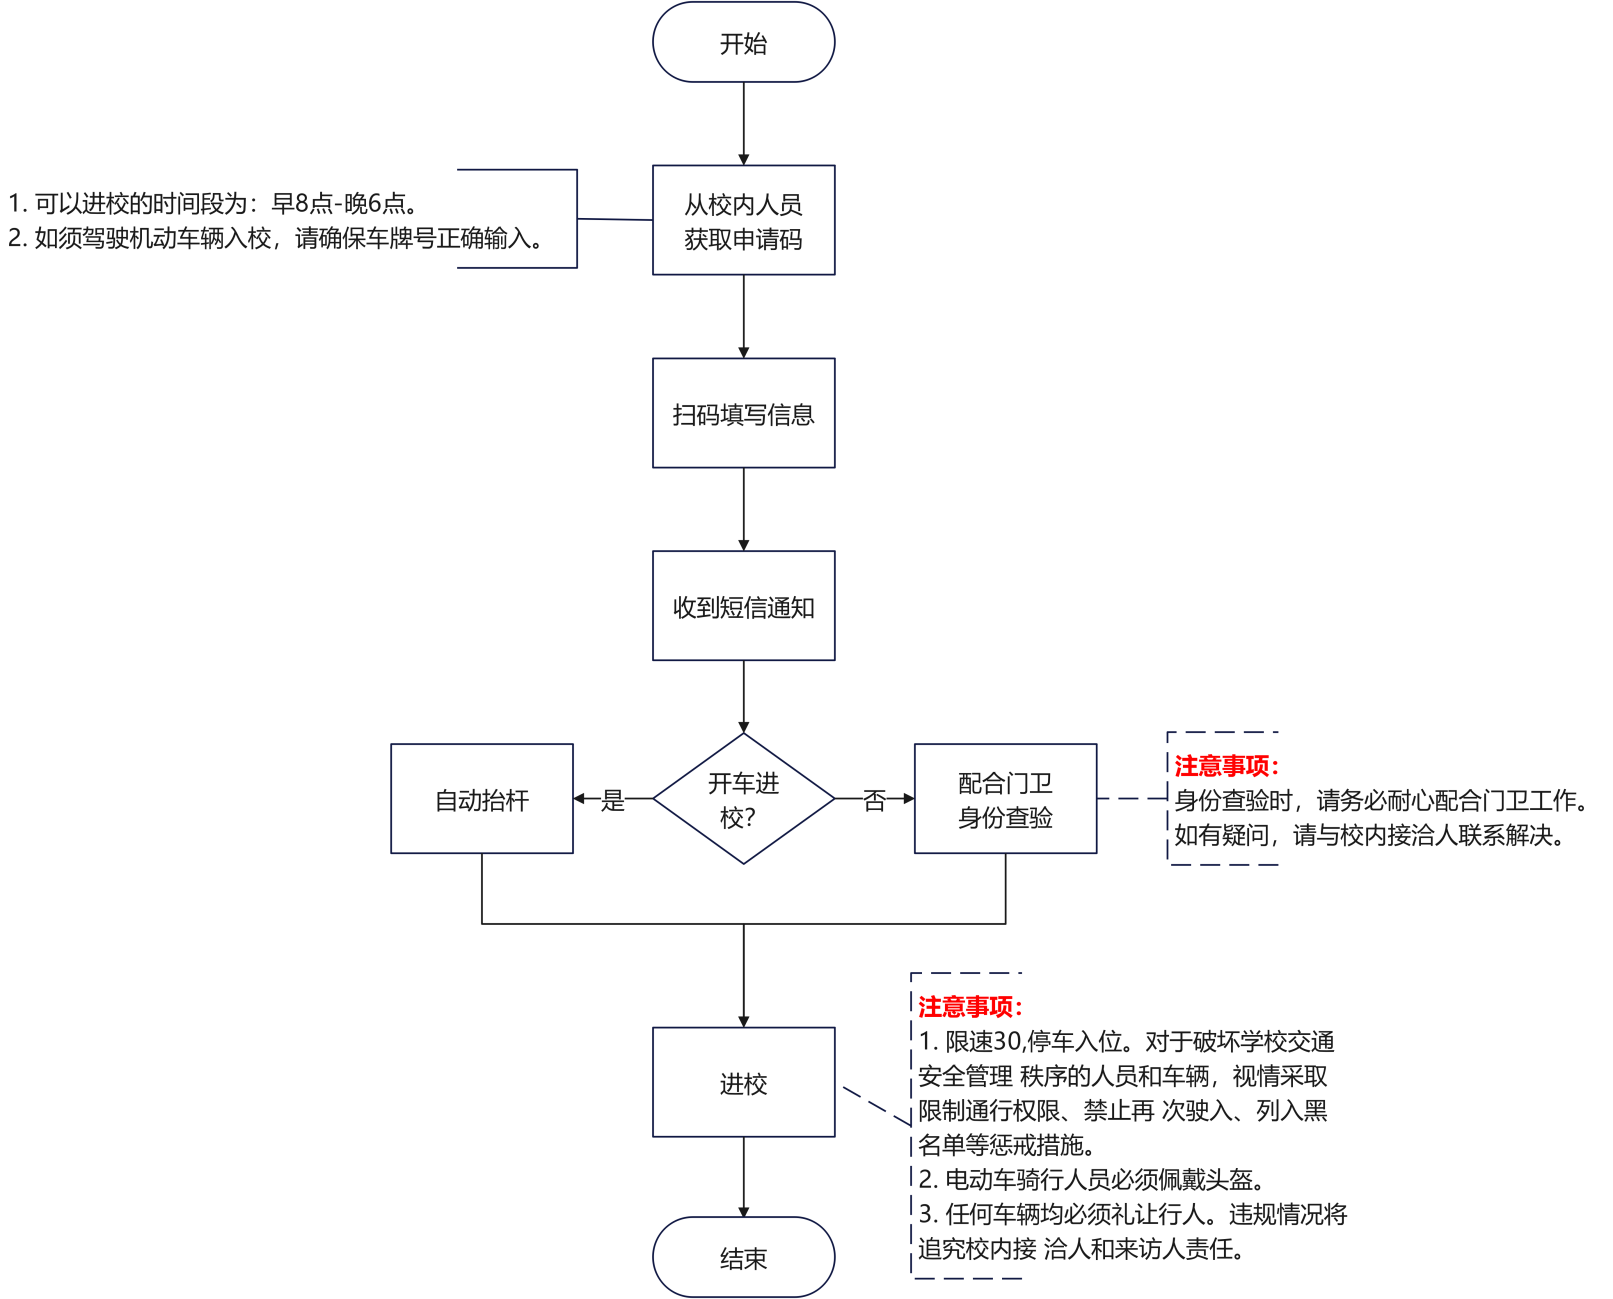 开始
1. 可以进校的时间段为：早8点-晚6点。
2. 如须驾驶机动车辆入校，请确保车牌号正确输入。
从校内人员
获取申请码
扫码填写信息
收到短信通知
自动抬杆
是
开车进
校？
否
配合门卫
身份查验
注意事项：
身份查验时，请务必耐心配合门卫工作。
如有疑问，请与校内接洽人联系解决。
进校
注意事项：
1. 限速30,停车入位。对于破坏学校交通
安全管理 秩序的人员和车辆，视情采取
限制通行权限、禁止再 次驶入、列入黑
名单等惩戒措施。
2. 电动车骑行人员必须佩戴头盔。
3. 任何车辆均必须礼让行人。违规情况将
追究校内接 洽人和来访人责任。
结束